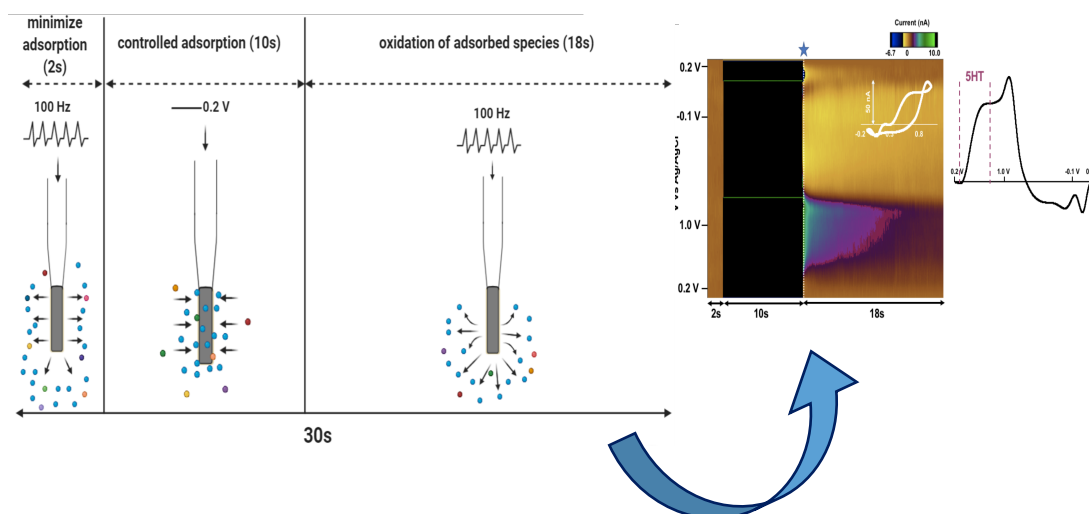 minimize
adsorption
(2s)
controlled adsorption (10s)
oxidation of adsorbed species (18s)
100 Hz
0.2 V
100 Hz
30s
Current (nA)
-6.7 0 10.0
0.2 V
-0.1 V
1.0 V
0.2 V
50 nA
-0.2 0.8
2s 10s 18s
5HT
0.2 V 1.0 V -0.1 V